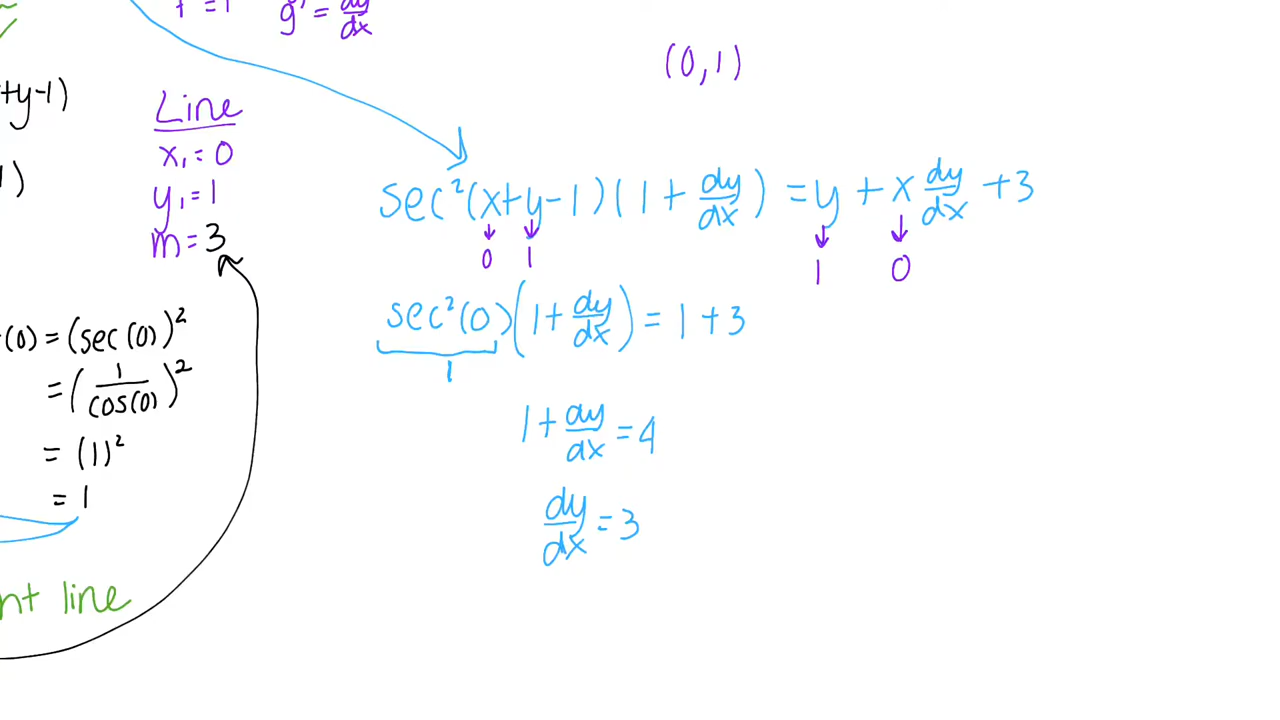 f' = 1 g' = dy/dx
(0,1)
+y-1)
Line
x₁ = 0
y₁ = 1
m = 3
sec²(x+y-1)(1 + dy/dx) = y + x dy/dx + 3
0 1 1 0
sec²(0)(1 + dy/dx) = 1 + 3
1
1 + dy/dx = 4
dy/dx = 3
(0) = (sec(0))²
= (1/cos(0))²
= (1)²
= 1
nt line